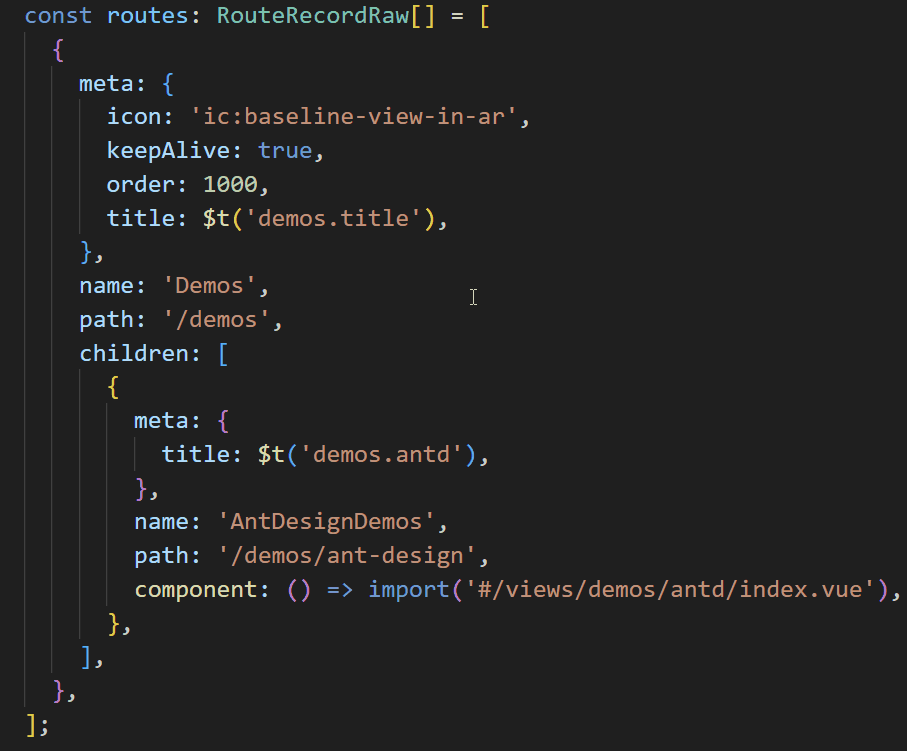 const routes: RouteRecordRaw[] = [
  {
    meta: {
      icon: 'ic:baseline-view-in-ar',
      keepAlive: true,
      order: 1000,
      title: $t('demos.title'),
    },
    name: 'Demos',
    path: '/demos',
    children: [
      {
        meta: {
          title: $t('demos.antd'),
        },
        name: 'AntDesignDemos',
        path: '/demos/ant-design',
        component: () => import('#/views/demos/antd/index.vue'),
      },
    ],
  },
];